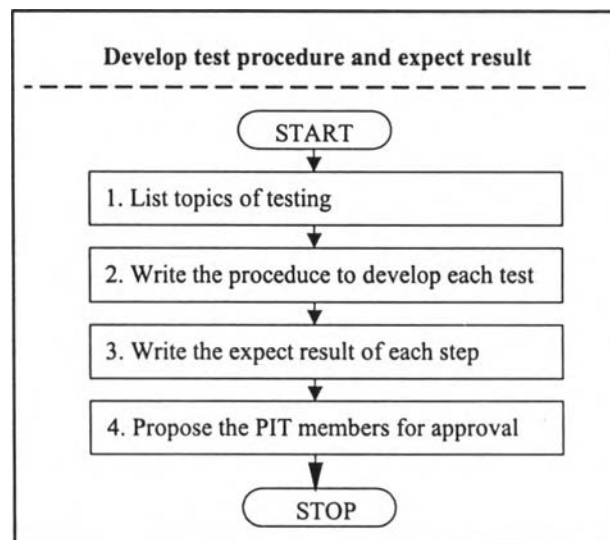 Develop test procedure and expect result
START
1. List topics of testing
2. Write the proceduce to develop each test
3. Write the expect result of each step
4. Propose the PIT members for approval
STOP